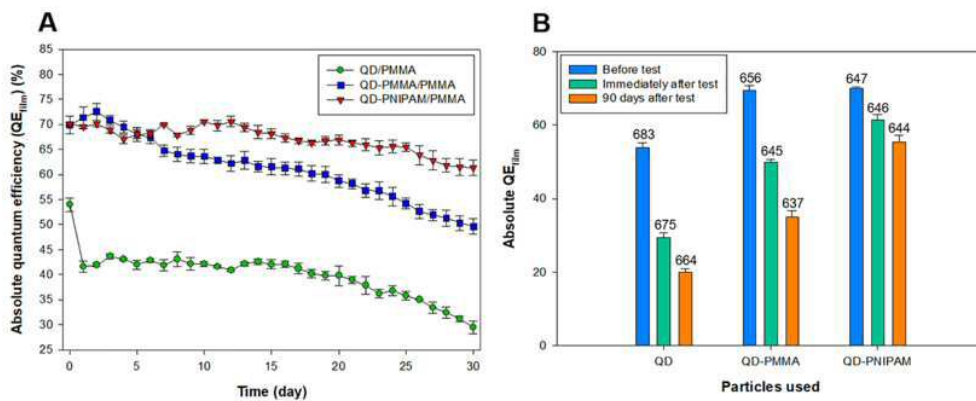 A
Absolute quantum efficiency (QEfilm) (%)
85
80
75
70
65
60
55
50
45
40
35
30
25
0
5
10
15
20
25
30
Time (day)
QD/PMMA
QD-PMMA/PMMA
QD-PNIPAM/PMMA
B
Absolute QEfilm
80
60
40
20
0
Before test
Immediately after test
90 days after test
683
675
664
656
645
637
647
646
644
QD
QD-PMMA
QD-PNIPAM
Particles used